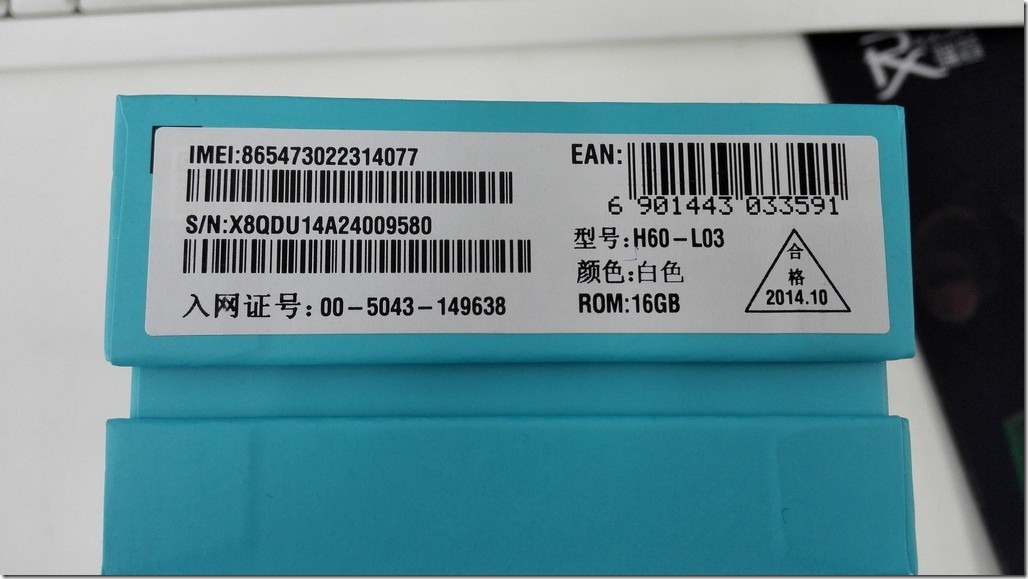 IMEI:865473022314077
S/N:X8QDU14A24009580
入网证号:00-5043-149638
EAN:
6 901443 033591
型号:H60-L03
颜色:白色
ROM:16GB
合
格
2014.10